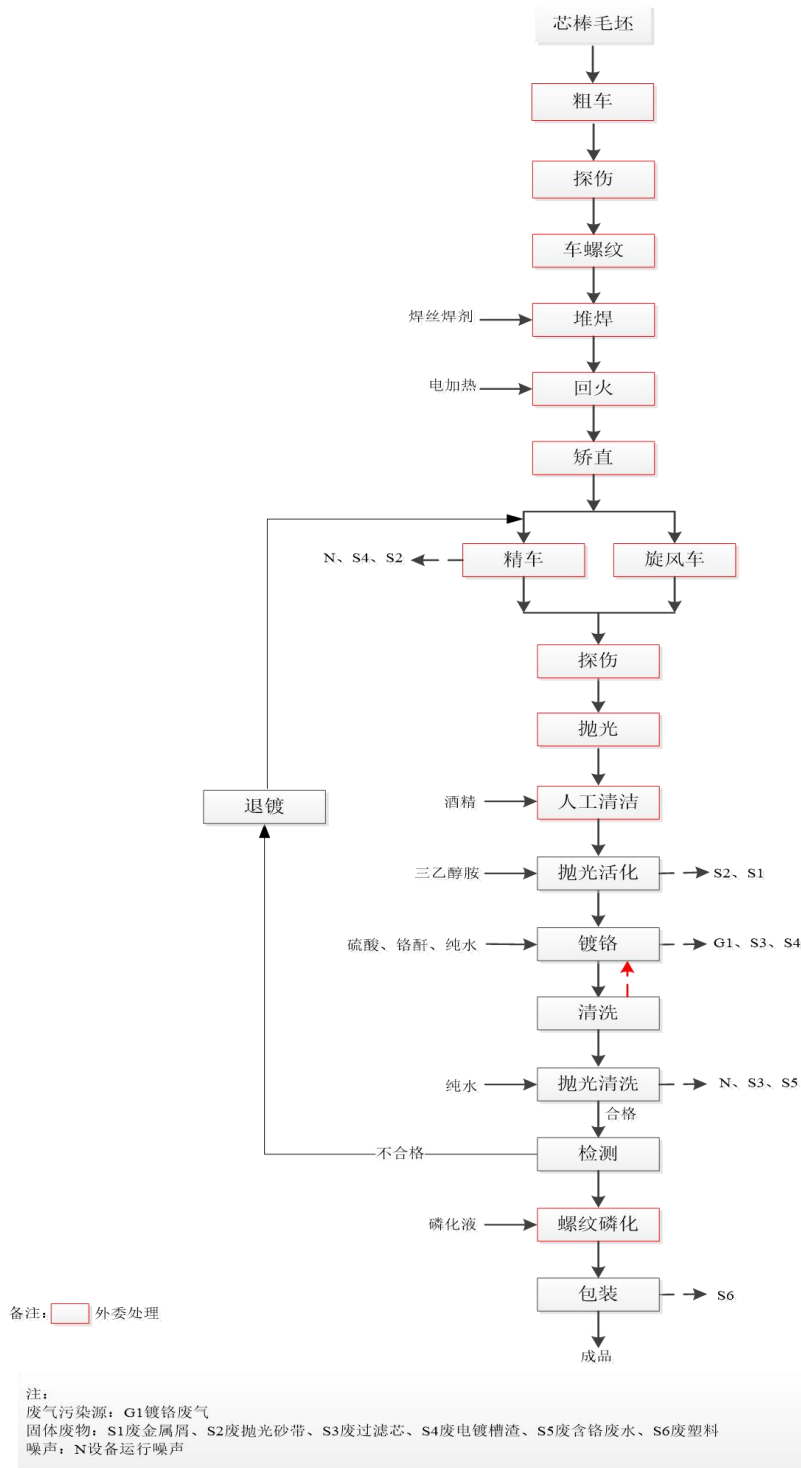 芯棒毛坯
粗车
探伤
车螺纹
焊丝焊剂
堆焊
电加热
回火
矫直
N、S4、S2
精车
旋风车
探伤
抛光
退镀
酒精
人工清洁
三乙醇胺
抛光活化
S2、S1
硫酸、铬酐、纯水
镀铬
G1、S3、S4
清洗
纯水
抛光清洗
N、S3、S5
合格
不合格
检测
磷化液
螺纹磷化
包装
S6
备注：
外委处理
成品
注：
废气污染源：G1镀铬废气
固体废物：S1废金属屑、S2废抛光砂带、S3废过滤芯、S4废电镀槽渣、S5废含铬废水、S6废塑料
噪声：N设备运行噪声